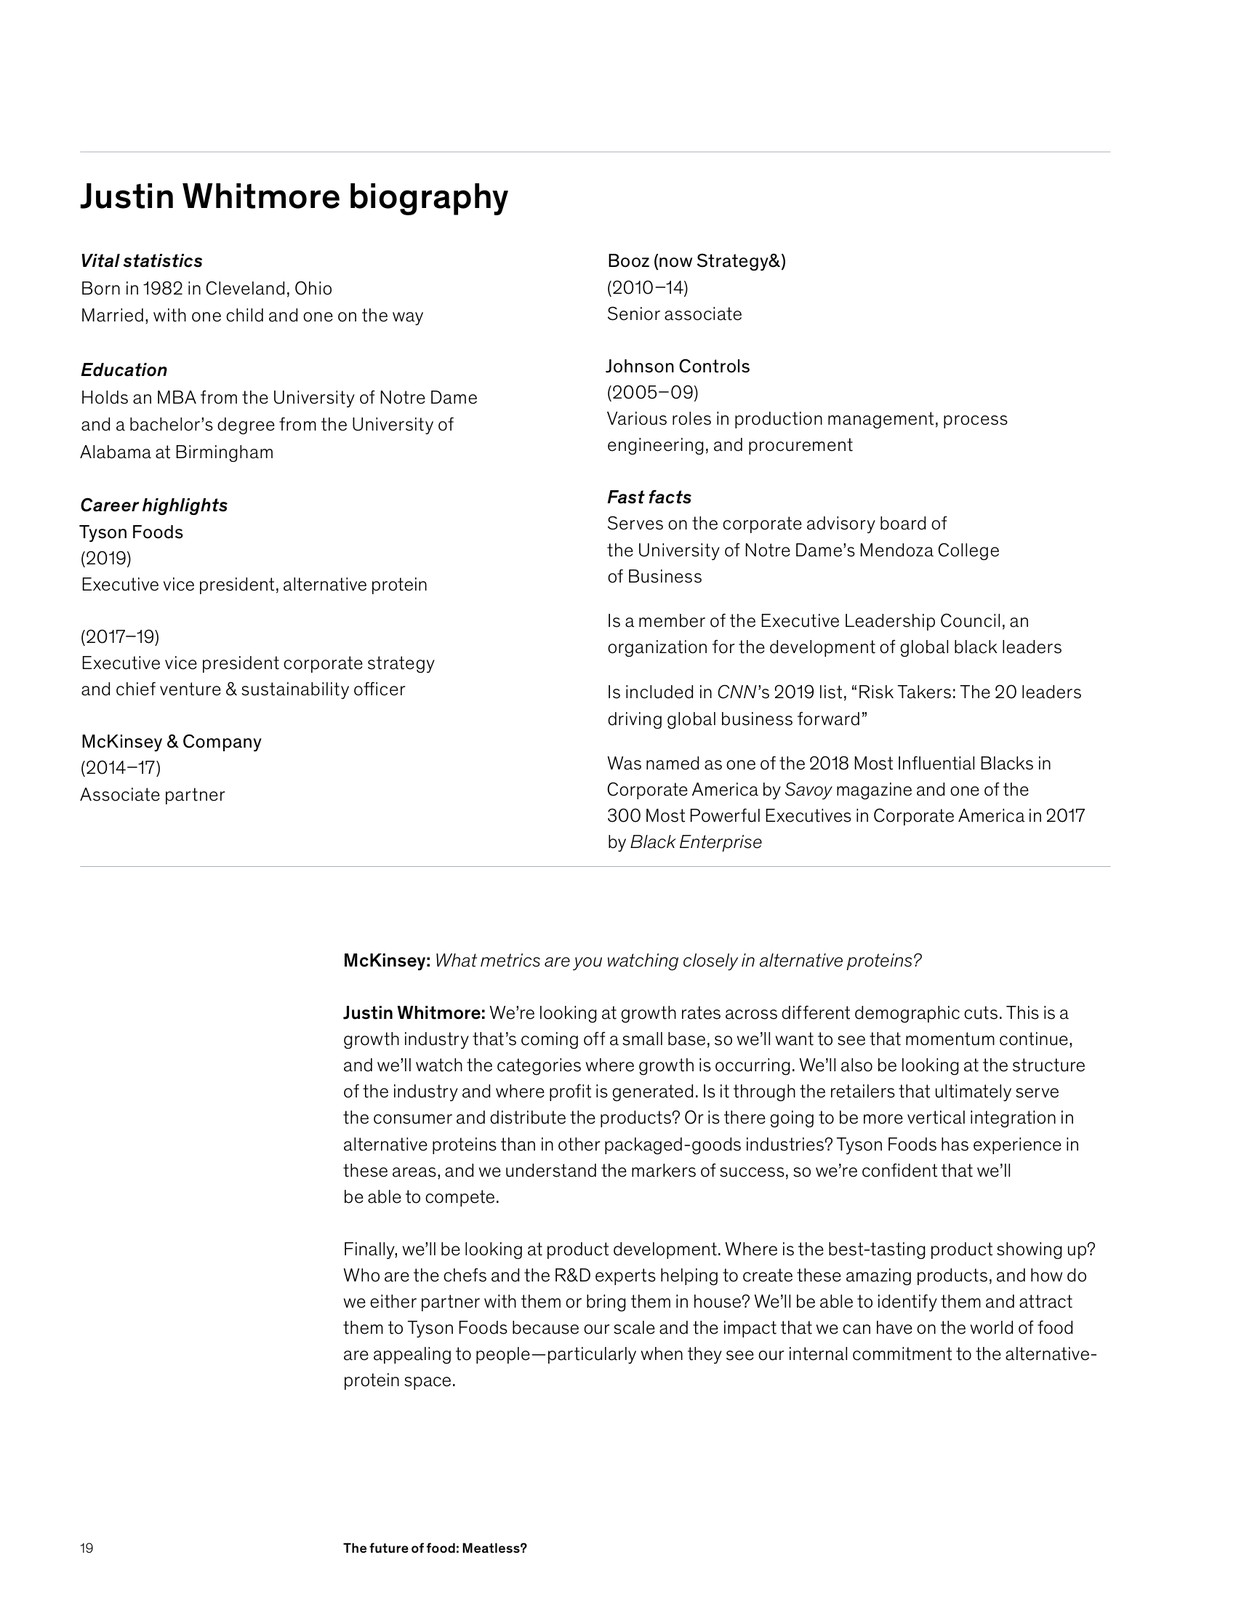 Justin Whitmore biography
Vital statistics
Born in 1982 in Cleveland, Ohio
Married, with one child and one on the way
Education
Holds an MBA from the University of Notre Dame
and a bachelor’s degree from the University of
Alabama at Birmingham
Career highlights
Tyson Foods
(2019)
Executive vice president, alternative protein
(2017–19)
Executive vice president corporate strategy
and chief venture & sustainability officer
McKinsey & Company
(2014–17)
Associate partner
Booz (now Strategy&)
(2010–14)
Senior associate
Johnson Controls
(2005–09)
Various roles in production management, process
engineering, and procurement
Fast facts
Serves on the corporate advisory board of
the University of Notre Dame’s Mendoza College
of Business
Is a member of the Executive Leadership Council, an
organization for the development of global black leaders
Is included in CNN’s 2019 list, “Risk Takers: The 20 leaders
driving global business forward”
Was named as one of the 2018 Most Influential Blacks in
Corporate America by Savoy magazine and one of the
300 Most Powerful Executives in Corporate America in 2017
by Black Enterprise
McKinsey: What metrics are you watching closely in alternative proteins?
Justin Whitmore: We’re looking at growth rates across different demographic cuts. This is a
growth industry that’s coming off a small base, so we’ll want to see that momentum continue,
and we’ll watch the categories where growth is occurring. We’ll also be looking at the structure
of the industry and where profit is generated. Is it through the retailers that ultimately serve
the consumer and distribute the products? Or is there going to be more vertical integration in
alternative proteins than in other packaged-goods industries? Tyson Foods has experience in
these areas, and we understand the markers of success, so we’re confident that we’ll
be able to compete.
Finally, we’ll be looking at product development. Where is the best-tasting product showing up?
Who are the chefs and the R&D experts helping to create these amazing products, and how do
we either partner with them or bring them in house? We’ll be able to identify them and attract
them to Tyson Foods because our scale and the impact that we can have on the world of food
are appealing to people—particularly when they see our internal commitment to the alternative-
protein space.
19
The future of food: Meatless?